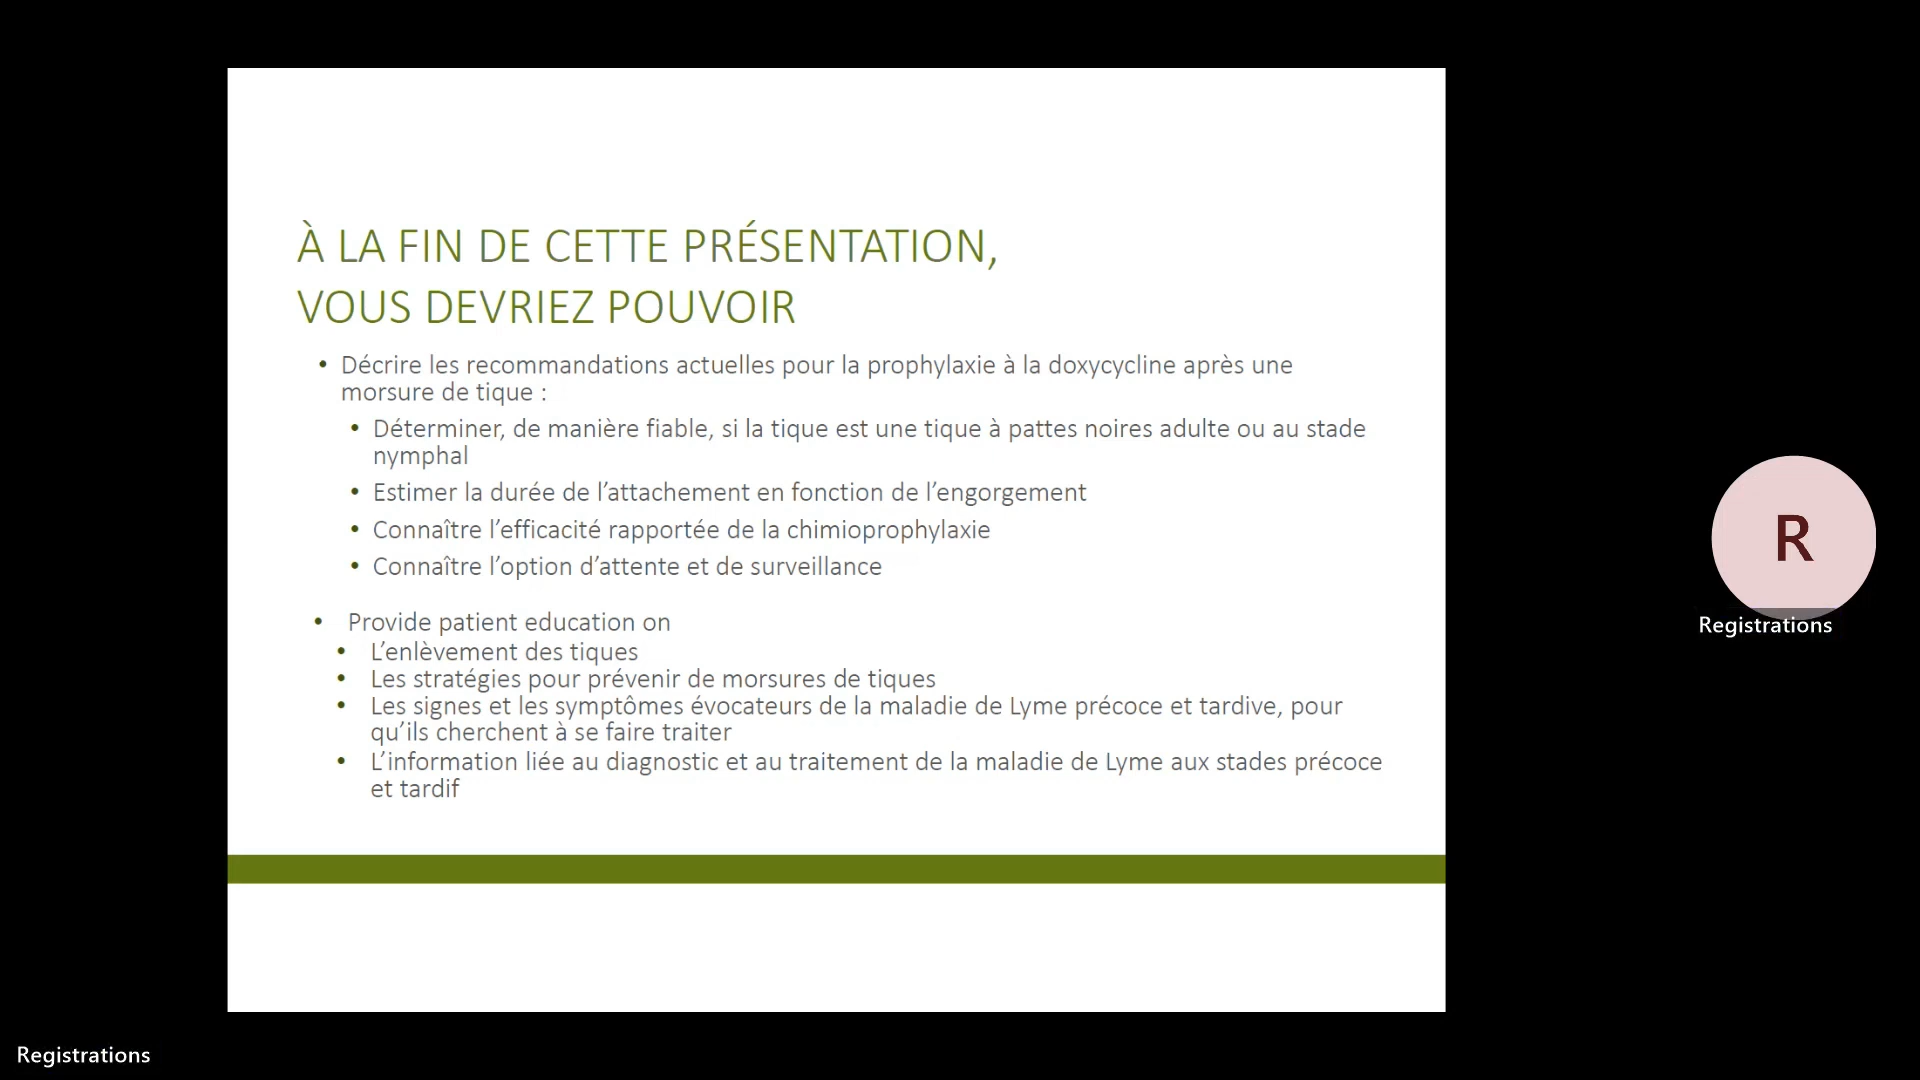 À LA FIN DE CETTE PRÉSENTATION,
VOUS DEVRIEZ POUVOIR
• Décrire les recommandations actuelles pour la prophylaxie à la doxycycline après une
morsure de tique :
• Déterminer, de manière fiable, si la tique est une tique à pattes noires adulte ou au stade
nymphal
• Estimer la durée de l’attachement en fonction de l’engorgement
• Connaître l’efficacité rapportée de la chimioprophylaxie
• Connaître l’option d’attente et de surveillance
• Provide patient education on
• L’enlèvement des tiques
• Les stratégies pour prévenir de morsures de tiques
• Les signes et les symptômes évocateurs de la maladie de Lyme précoce et tardive, pour
qu’ils cherchent à se faire traiter
• L’information liée au diagnostic et au traitement de la maladie de Lyme aux stades précoce
et tardif
R
Registrations
Registrations